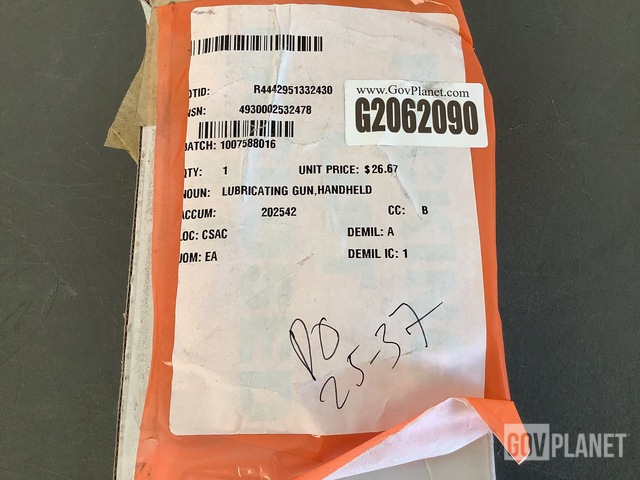 OTID: R4442951332430
NSN: 4930002532478
www.GovPlanet.com
G2062090
BATCH: 1007588016
QTY: 1 UNIT PRICE: $26.67
NOUN: LUBRICATING GUN,HANDHELD
ACCUM: 202542 CC: B
LOC: CSAC DEMIL: A
UOM: EA DEMIL IC: 1
DO
25-37
GOVPLANET